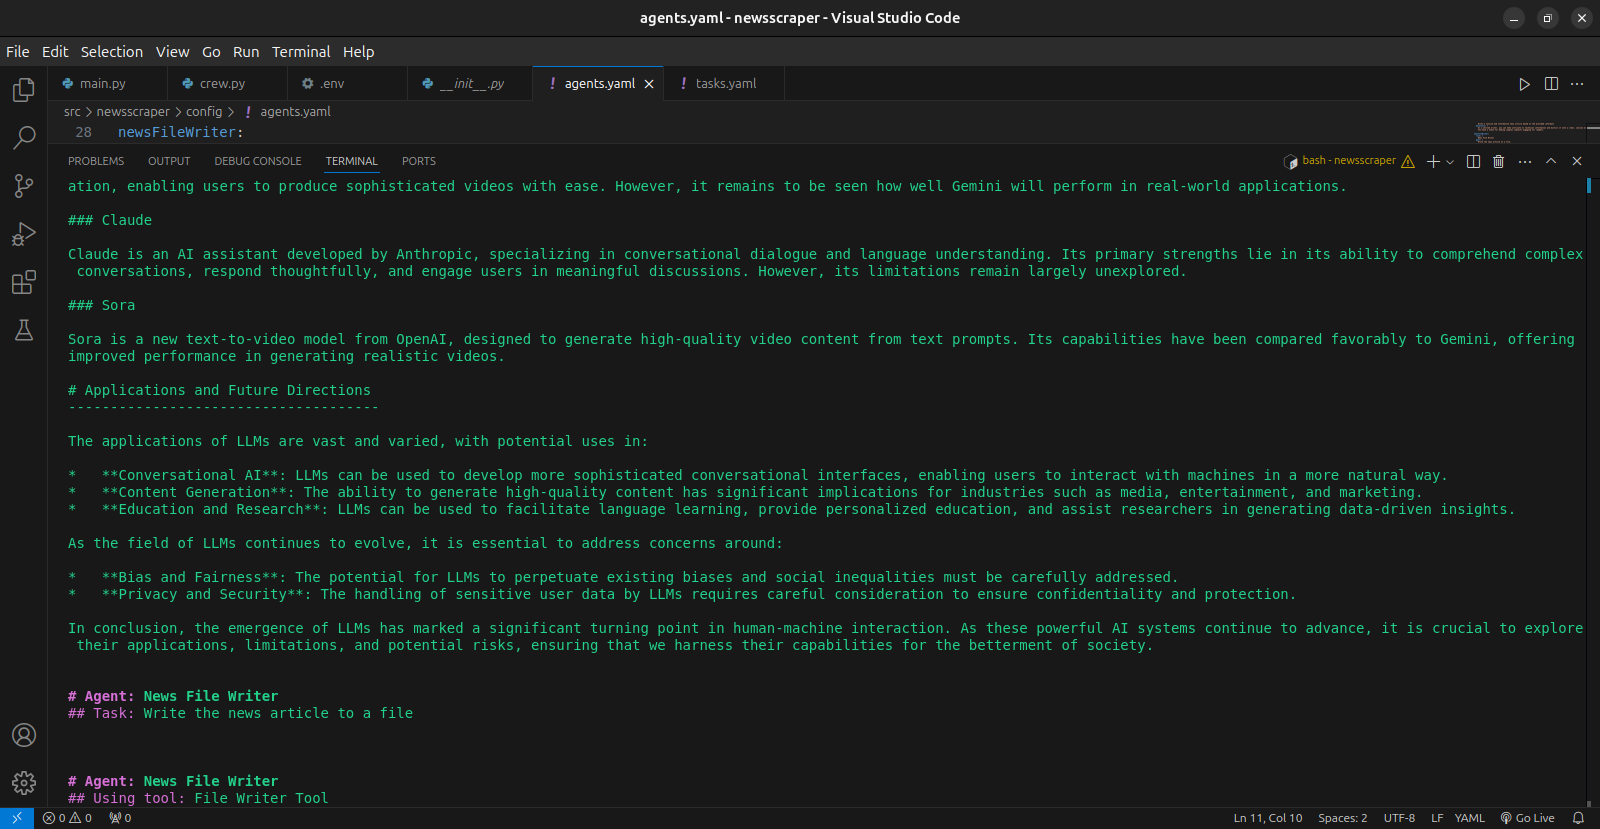 agents.yaml - newsscraper - Visual Studio Code
File Edit Selection View Go Run Terminal Help
main.py crew.py .env __init__.py agents.yaml tasks.yaml
src > newsscraper > config > ! agents.yaml
28 newsFileWriter:
PROBLEMS OUTPUT DEBUG CONSOLE TERMINAL PORTS bash - newsscraper
ation, enabling users to produce sophisticated videos with ease. However, it remains to be seen how well Gemini will perform in real-world applications.
### Claude
Claude is an AI assistant developed by Anthropic, specializing in conversational dialogue and language understanding. Its primary strengths lie in its ability to comprehend complex
conversations, respond thoughtfully, and engage users in meaningful discussions. However, its limitations remain largely unexplored.
### Sora
Sora is a new text-to-video model from OpenAI, designed to generate high-quality video content from text prompts. Its capabilities have been compared favorably to Gemini, offering
improved performance in generating realistic videos.
# Applications and Future Directions
-------------------------------------
The applications of LLMs are vast and varied, with potential uses in:
* **Conversational AI**: LLMs can be used to develop more sophisticated conversational interfaces, enabling users to interact with machines in a more natural way.
* **Content Generation**: The ability to generate high-quality content has significant implications for industries such as media, entertainment, and marketing.
* **Education and Research**: LLMs can be used to facilitate language learning, provide personalized education, and assist researchers in generating data-driven insights.
As the field of LLMs continues to evolve, it is essential to address concerns around:
* **Bias and Fairness**: The potential for LLMs to perpetuate existing biases and social inequalities must be carefully addressed.
* **Privacy and Security**: The handling of sensitive user data by LLMs requires careful consideration to ensure confidentiality and protection.
In conclusion, the emergence of LLMs has marked a significant turning point in human-machine interaction. As these powerful AI systems continue to advance, it is crucial to explore
their applications, limitations, and potential risks, ensuring that we harness their capabilities for the betterment of society.
# Agent: News File Writer
## Task: Write the news article to a file
# Agent: News File Writer
## Using tool: File Writer Tool
0 0 0 Ln 11, Col 10 Spaces: 2 UTF-8 LF YAML Go Live